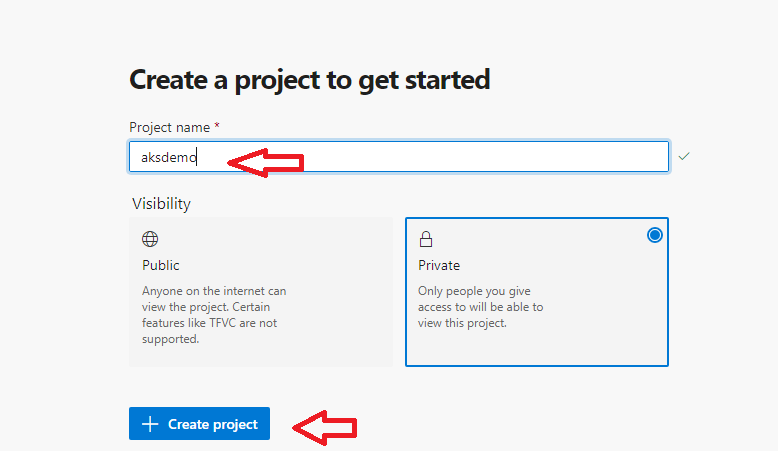 Create a project to get started
Project name *
aksdemo
Visibility
Public
Anyone on the internet can
view the project. Certain
features like TFVC are not
supported.
Private
Only people you give
access to will be able to
view this project.
Create project